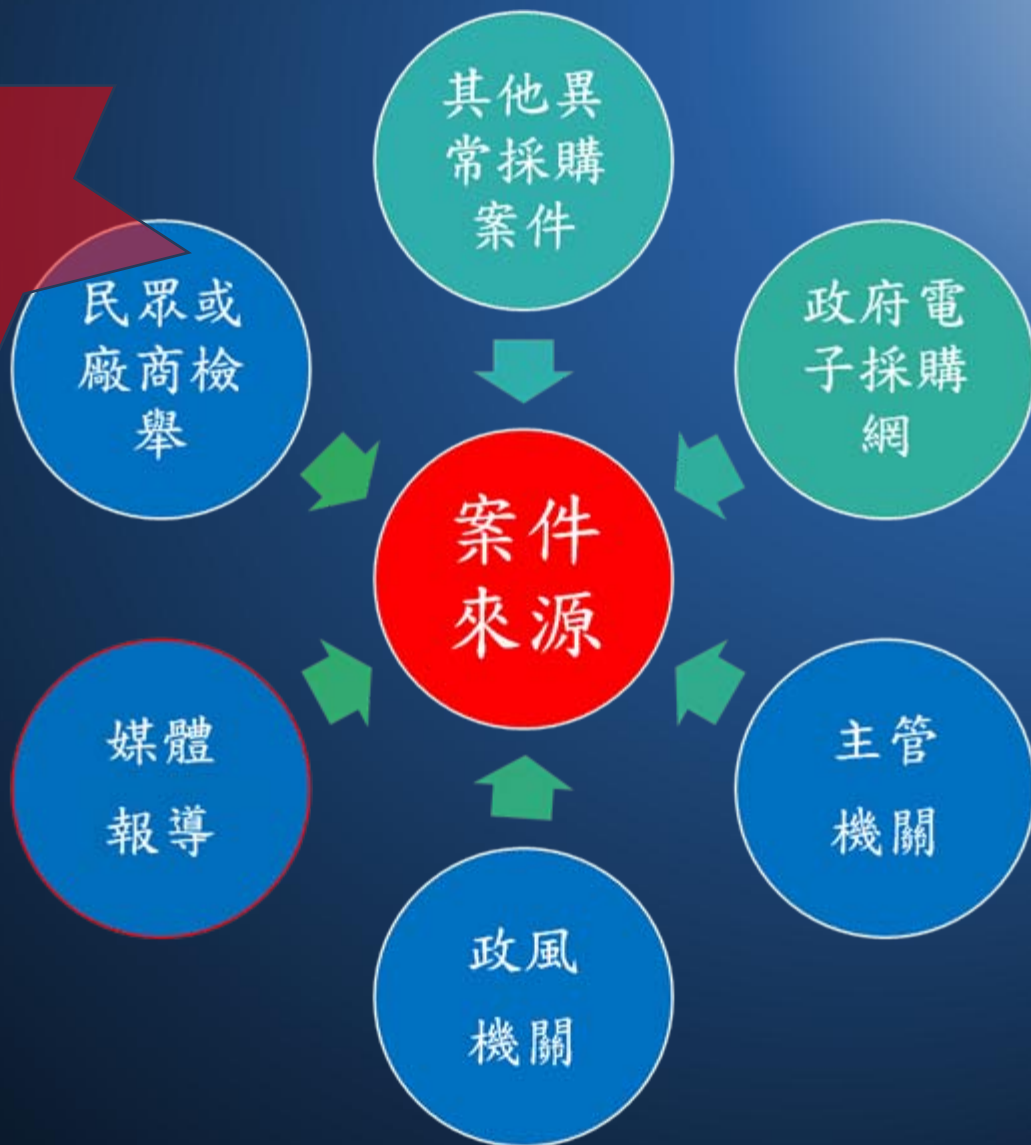 其他異
常採購
案件
民眾或
廠商檢
舉
政府電
子採購
網
案件
來源
媒體
報導
主管
機關
政風
機關